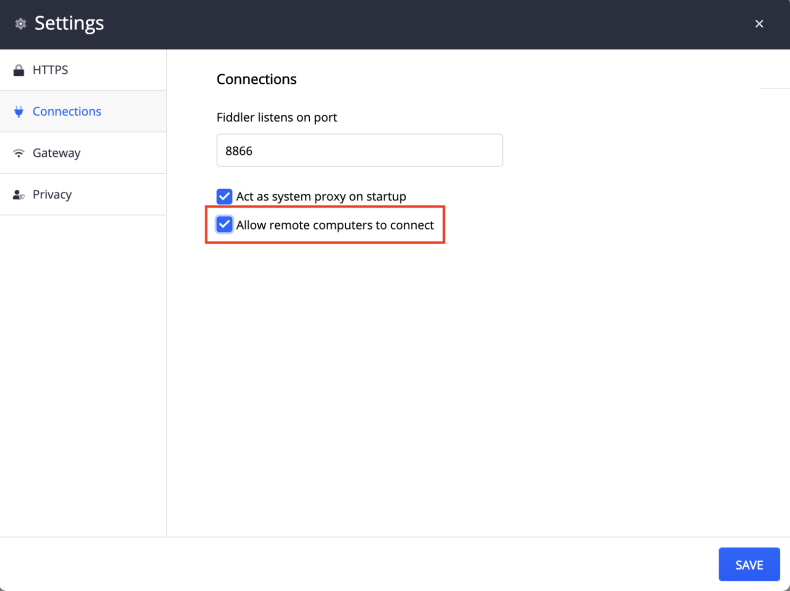 Settings
HTTPS
Connections
Gateway
Privacy
Connections
Fiddler listens on port
8866
Act as system proxy on startup
Allow remote computers to connect
SAVE